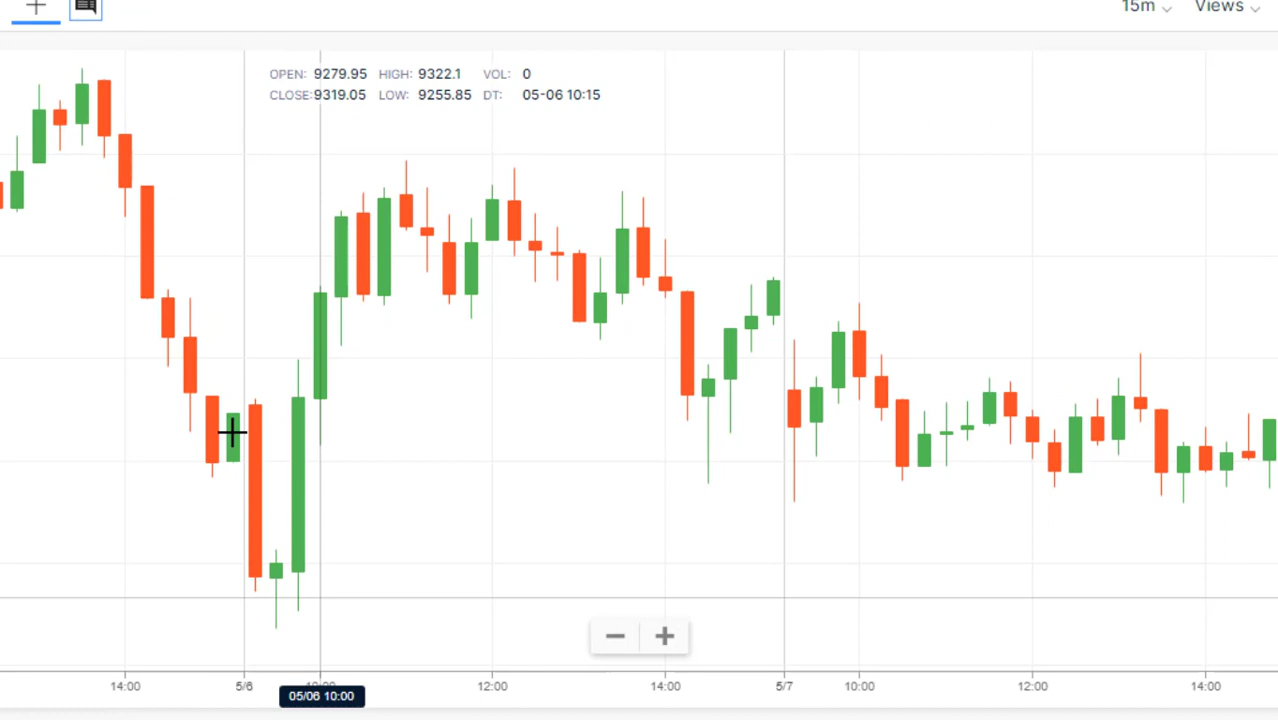 15m Views
OPEN: 9279.95 HIGH: 9322.1 VOL: 0
CLOSE:9319.05 LOW: 9255.85 DT: 05-06 10:15
14:00 5/6 12:00 14:00 5/7 10:00 12:00 14:00
05/06 10:00